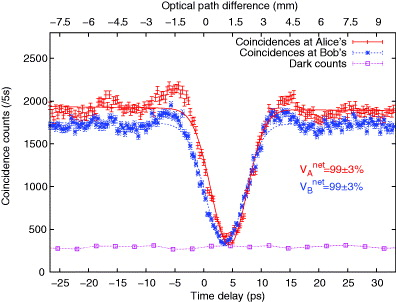 Optical path difference (mm)
−7.5 −6 −4.5 −3 −1.5 0 1.5 3 4.5 6 7.5 9
Coincidences at Alice's
Coincidences at Bob's
Dark counts
2500
2000
1500
1000
500
0
Coincidence counts (/5s)
V_A^net=99±3%
V_B^net=99±3%
−25 −20 −15 −10 −5 0 5 10 15 20 25 30
Time delay (ps)